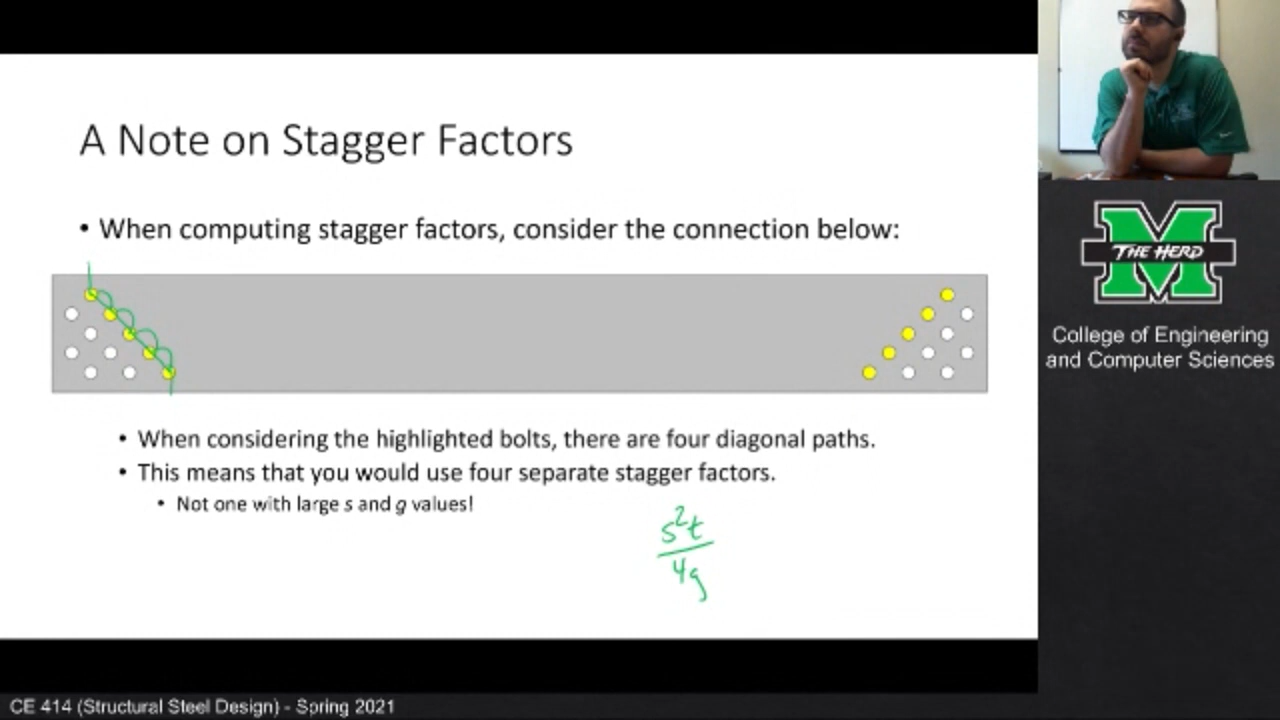 A Note on Stagger Factors
• When computing stagger factors, consider the connection below:
• When considering the highlighted bolts, there are four diagonal paths.
• This means that you would use four separate stagger factors.
• Not one with large s and g values!
s²t
4g
THE HERD
College of Engineering
and Computer Sciences
CE 414 (Structural Steel Design) - Spring 2021